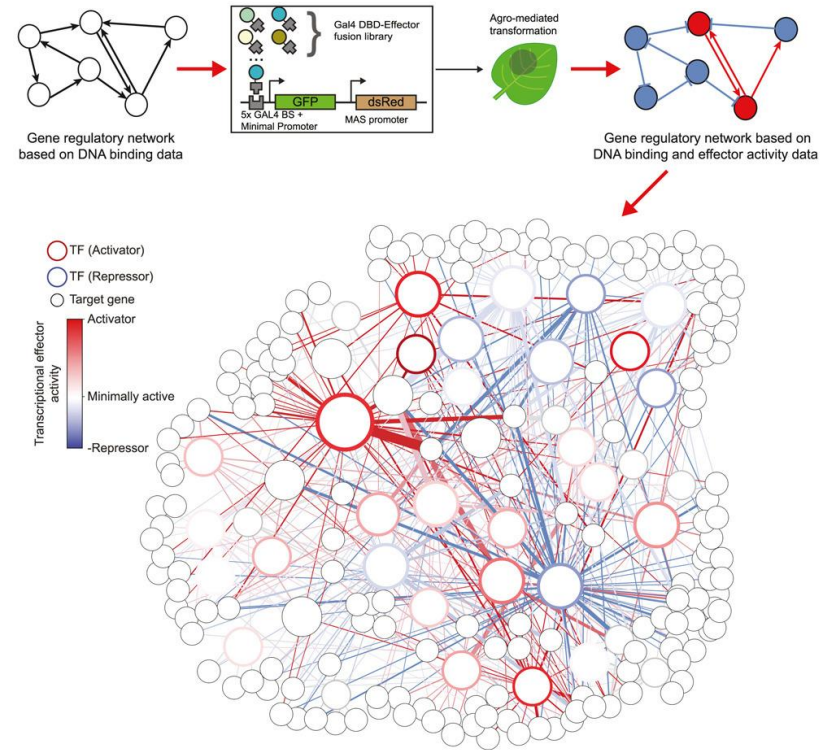 Gal4 DBD-Effector
fusion library
...
GFP
dsRed
5x GAL4 BS +
Minimal Promoter
MAS promoter
Agro-mediated
transformation
Gene regulatory network
based on DNA binding data
Gene regulatory network based on
DNA binding and effector activity data
TF (Activator)
TF (Repressor)
Target gene
Transcriptional effector
activity
Activator
Minimally active
-Repressor